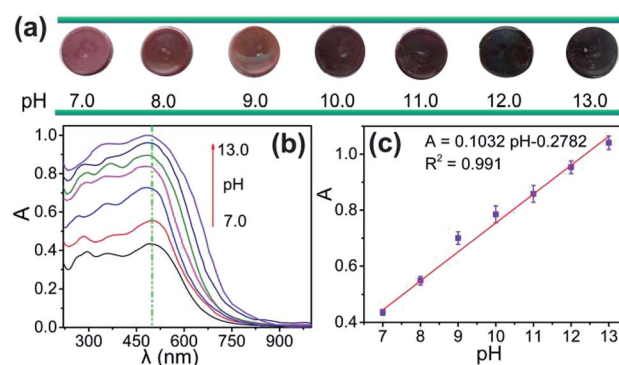 (a)
pH 7.0 8.0 9.0 10.0 11.0 12.0 13.0
(b)
13.0
pH
7.0
A
1.0
0.8
0.6
0.4
0.2
0.0
300 450 600 750 900
λ (nm)
(c)
A = 0.1032 pH-0.2782
R² = 0.991
A
1.0
0.8
0.6
0.4
7 8 9 10 11 12 13
pH